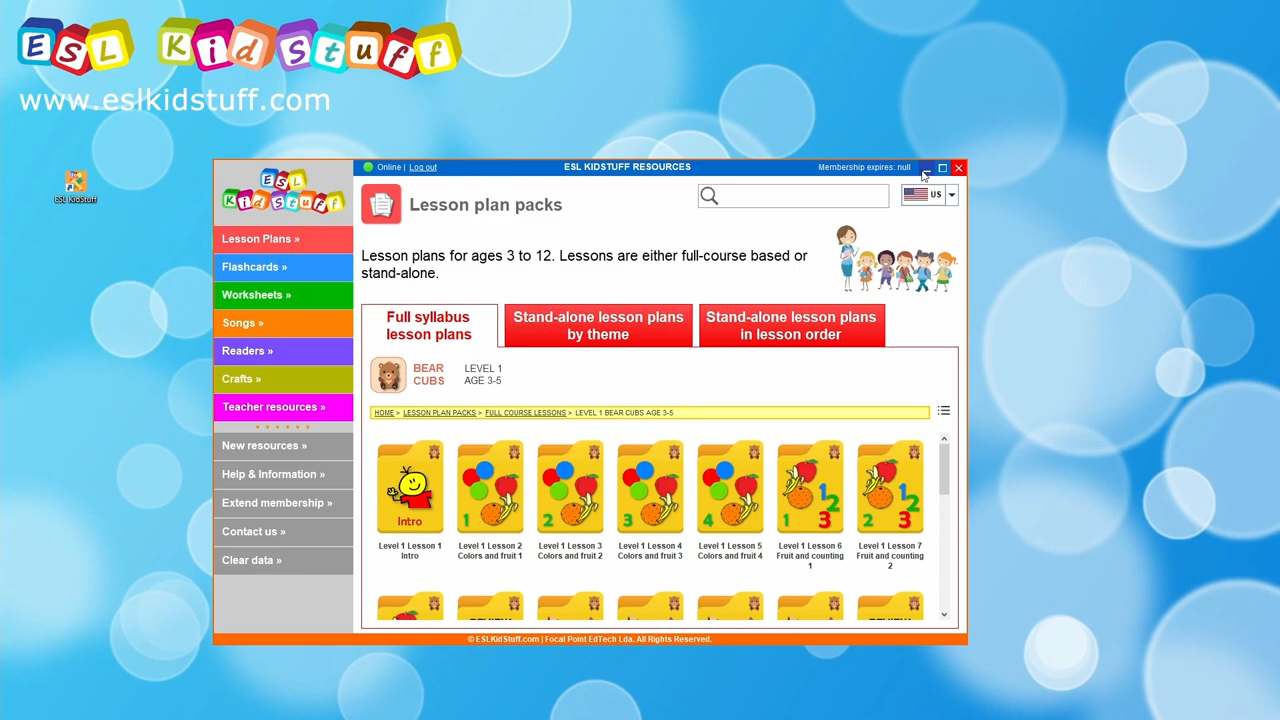 ESL KidStuff
www.eslkidstuff.com
ESL KidStuff
ESL KidStuff
Online | Log out
ESL KIDSTUFF RESOURCES
Membership expires: null
Lesson plan packs
US
Lesson plans for ages 3 to 12. Lessons are either full-course based or
stand-alone.
Lesson Plans »
Flashcards »
Worksheets »
Songs »
Readers »
Crafts »
Teacher resources »
New resources »
Help & Information »
Extend membership »
Contact us »
Clear data »
Full syllabus
lesson plans
Stand-alone lesson plans
by theme
Stand-alone lesson plans
in lesson order
BEAR
CUBS
LEVEL 1
AGE 3-5
HOME > LESSON PLAN PACKS > FULL COURSE LESSONS > LEVEL 1 BEAR CUBS AGE 3-5
Intro
1
2
3
4
1
1 2 3
2
1 2 3
Level 1 Lesson 1
Intro
Level 1 Lesson 2
Colors and fruit 1
Level 1 Lesson 3
Colors and fruit 2
Level 1 Lesson 4
Colors and fruit 3
Level 1 Lesson 5
Colors and fruit 4
Level 1 Lesson 6
Fruit and counting
1
Level 1 Lesson 7
Fruit and counting
2
© ESLKidStuff.com | Focal Point EdTech Lda. All Rights Reserved.